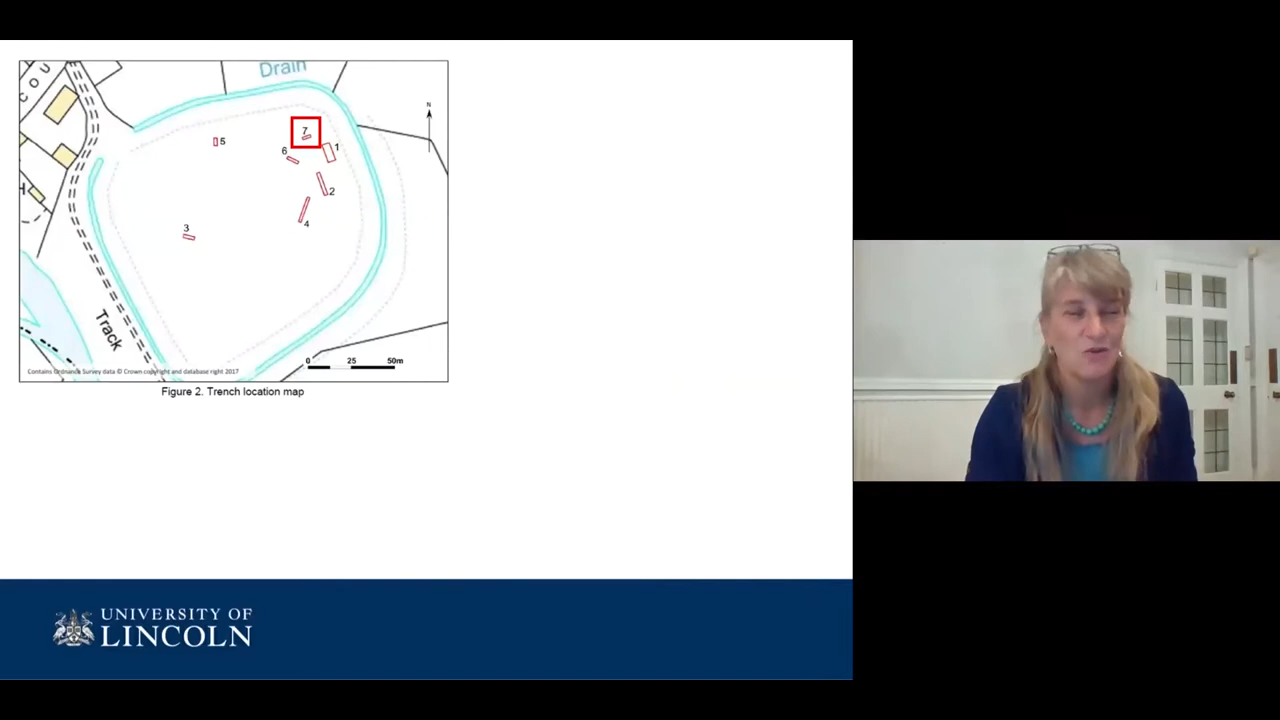 COU
Drain
N
7
5
1
6
2
4
3
H
Track
0 25 50m
Contains Ordnance Survey data © Crown copyright and database right 2017
Figure 2. Trench location map
UNIVERSITY OF
LINCOLN